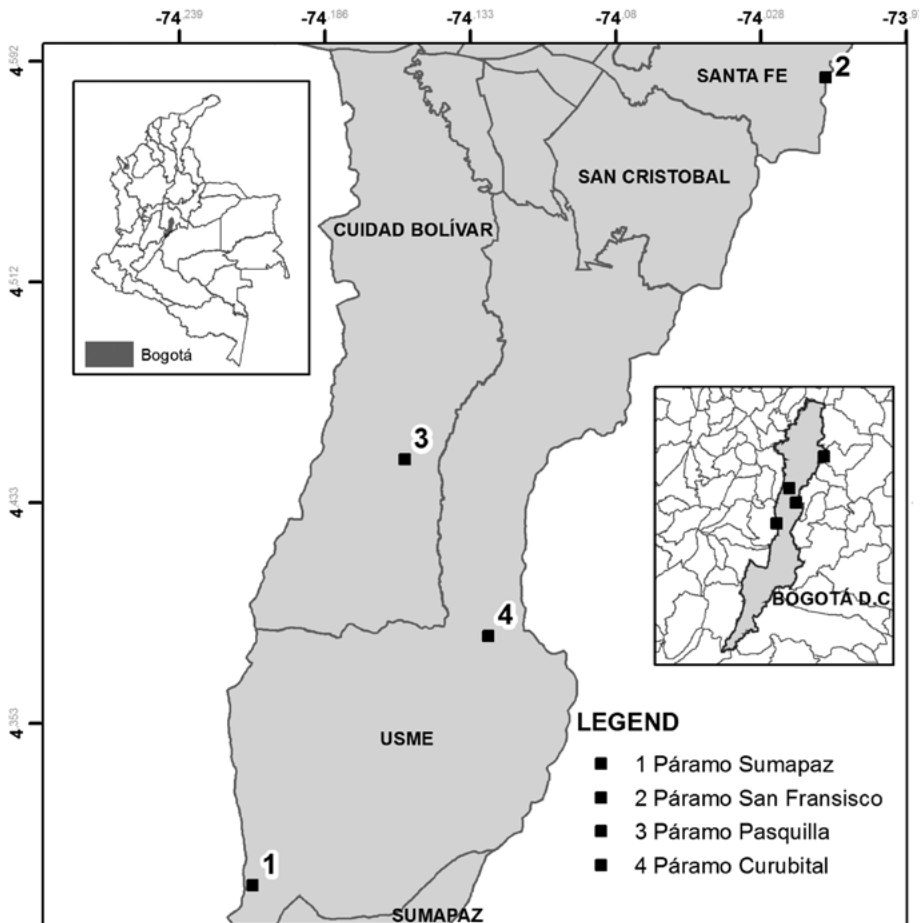 -74.239 -74.186 -74.133 -74.08 -74.028
4.592
SANTA FE 2
SAN CRISTOBAL
CUIDAD BOLÍVAR
4.512
Bogotá
3
4.433
BOGOTÁ D.C
4
4.353
USME
LEGEND
1 Páramo Sumapaz
2 Páramo San Fransisco
3 Páramo Pasquilla
4 Páramo Curubital
1
SUMAPAZ